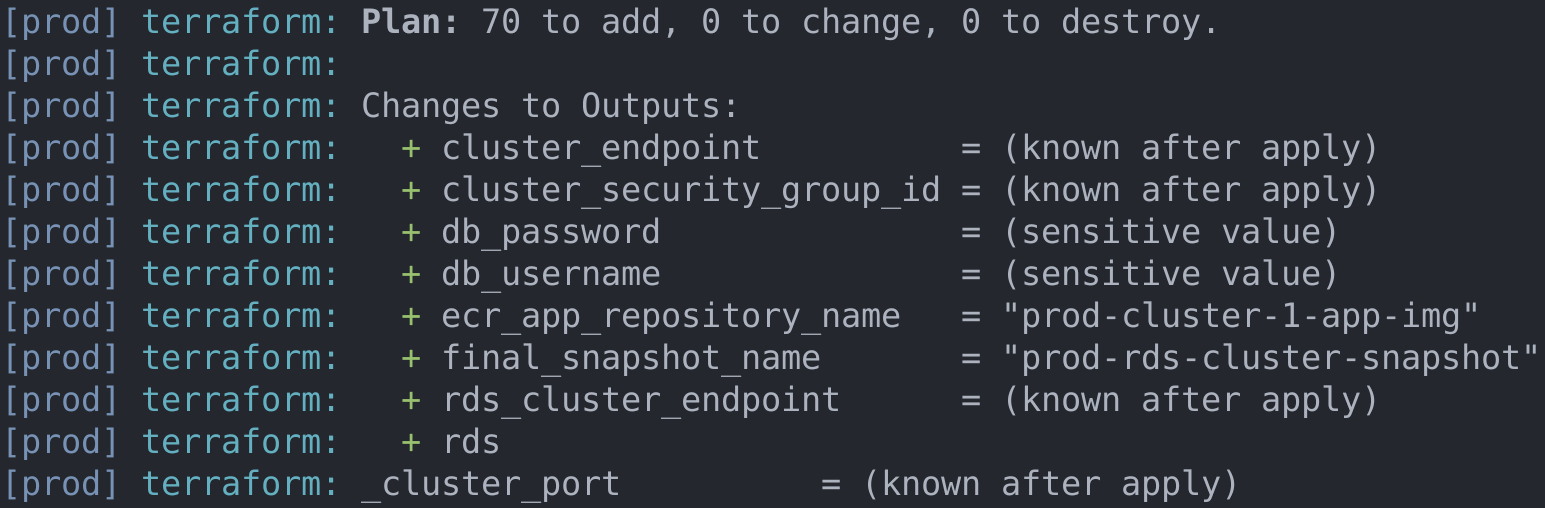 [prod] terraform: Plan: 70 to add, 0 to change, 0 to destroy.
[prod] terraform:
[prod] terraform: Changes to Outputs:
[prod] terraform:   + cluster_endpoint          = (known after apply)
[prod] terraform:   + cluster_security_group_id = (known after apply)
[prod] terraform:   + db_password               = (sensitive value)
[prod] terraform:   + db_username               = (sensitive value)
[prod] terraform:   + ecr_app_repository_name   = "prod-cluster-1-app-img"
[prod] terraform:   + final_snapshot_name       = "prod-rds-cluster-snapshot"
[prod] terraform:   + rds_cluster_endpoint      = (known after apply)
[prod] terraform:   + rds
[prod] terraform: _cluster_port          = (known after apply)